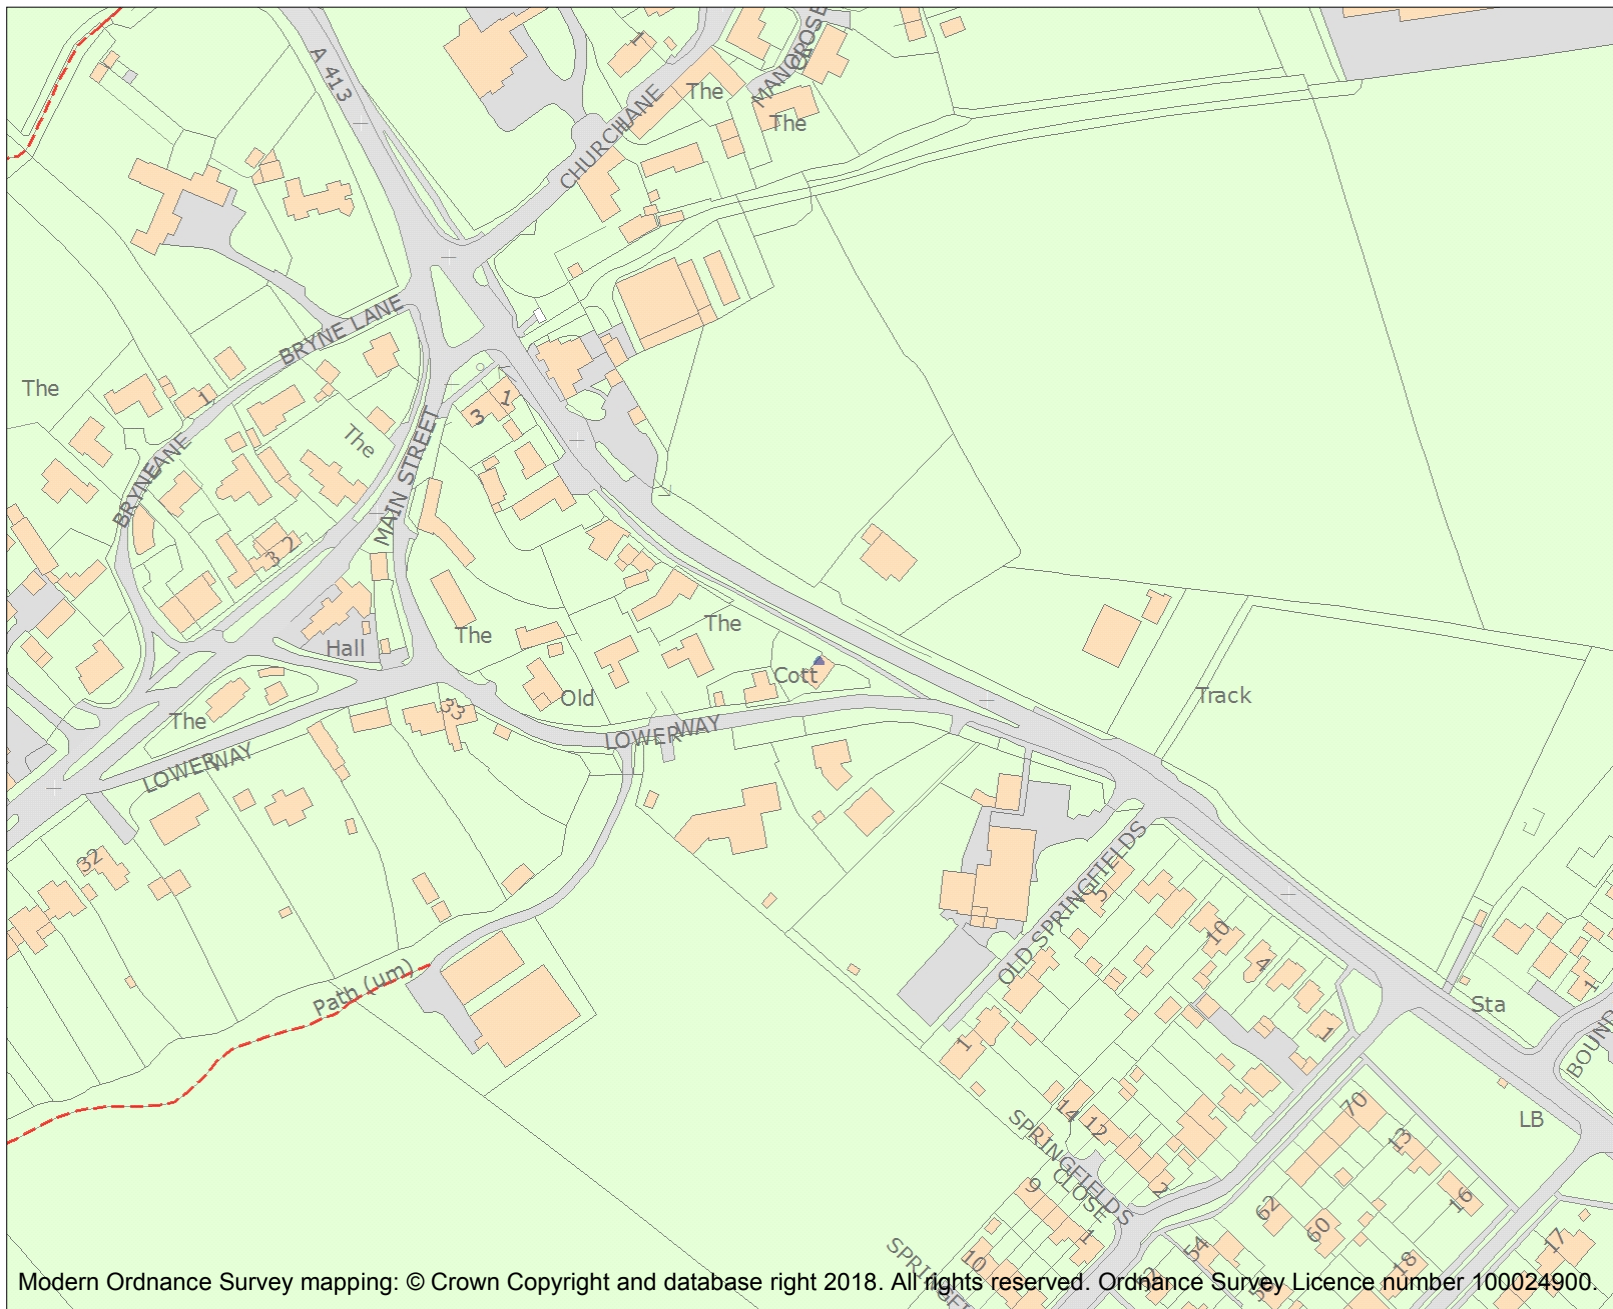 A 413
1
The
MANOROSE
CHURCH LANE
The
BRYNE LANE
The
1
3 1
The
BRYNE LANE
MAIN STREET
3 2
Hall
The
The
Cott
Old
Track
The
33
LOWER WAY
LOWER WAY
32
5
OLD SPRINGFIELDS
10
4
1
Path (um)
Sta
1
BOUND
1
14 12
70
13
LB
SPRINGFIELDS
CLOSE
9
2
1
62
60
16
54
18
17
10
Modern Ordnance Survey mapping: © Crown Copyright and database right 2018. All rights reserved. Ordnance Survey Licence number 100024900.